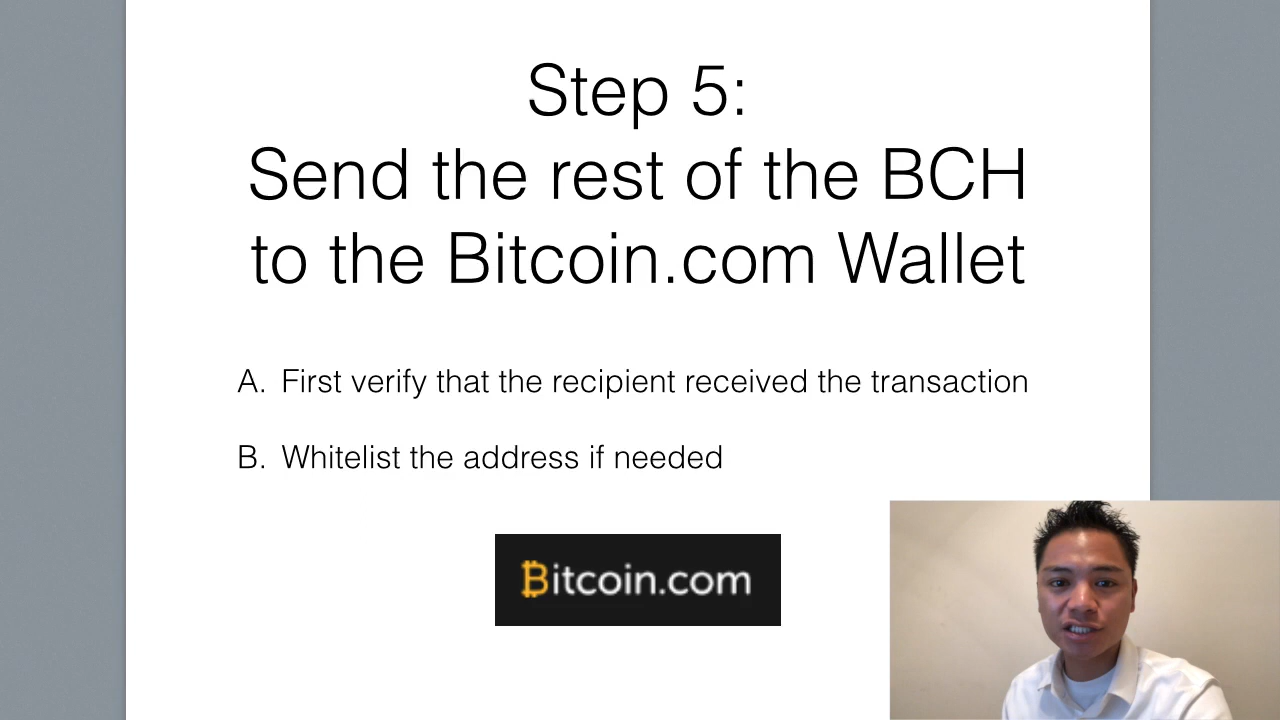 Step 5:
Send the rest of the BCH
to the Bitcoin.com Wallet
A. First verify that the recipient received the transaction
B. Whitelist the address if needed
Bitcoin.com